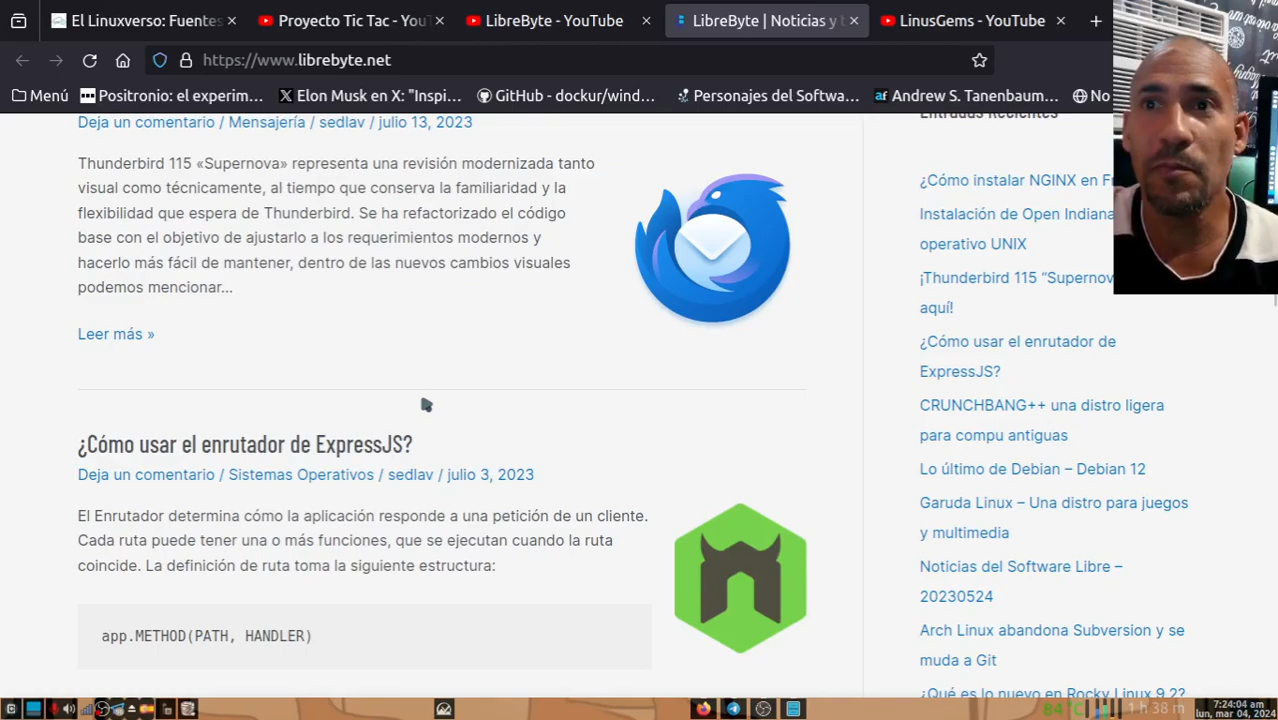 El Linuxverso: Fuentes
Proyecto Tic Tac - YouT
LibreByte - YouTube
LibreByte | Noticias y t
LinusGems - YouTube
https://www.librebyte.net
Menú
Positronio: el experim…
Elon Musk en X: "Inspi…
GitHub - dockur/wind…
Personajes del Softwa…
Andrew S. Tanenbaum…
No
Deja un comentario / Mensajería / sedlav / julio 13, 2023
Thunderbird 115 «Supernova» representa una revisión modernizada tanto
visual como técnicamente, al tiempo que conserva la familiaridad y la
flexibilidad que espera de Thunderbird. Se ha refactorizado el código
base con el objetivo de ajustarlo a los requerimientos modernos y
hacerlo más fácil de mantener, dentro de las nuevos cambios visuales
podemos mencionar…
Leer más »
¿Cómo usar el enrutador de ExpressJS?
Deja un comentario / Sistemas Operativos / sedlav / julio 3, 2023
El Enrutador determina cómo la aplicación responde a una petición de un cliente.
Cada ruta puede tener una o más funciones, que se ejecutan cuando la ruta
coincide. La definición de ruta toma la siguiente estructura:
app.METHOD(PATH, HANDLER)
Entradas Recientes
¿Cómo instalar NGINX en Fr
Instalación de Open Indiana
operativo UNIX
¡Thunderbird 115 “Supernov
aquí!
¿Cómo usar el enrutador de
ExpressJS?
CRUNCHBANG++ una distro ligera
para compu antiguas
Lo último de Debian – Debian 12
Garuda Linux – Una distro para juegos
y multimedia
Noticias del Software Libre –
20230524
Arch Linux abandona Subversion y se
muda a Git
¿Qué es lo nuevo en Rocky Linux 9.2?
84°C
1 h 38 m
7:24:04 am
lun, mar 04, 2024